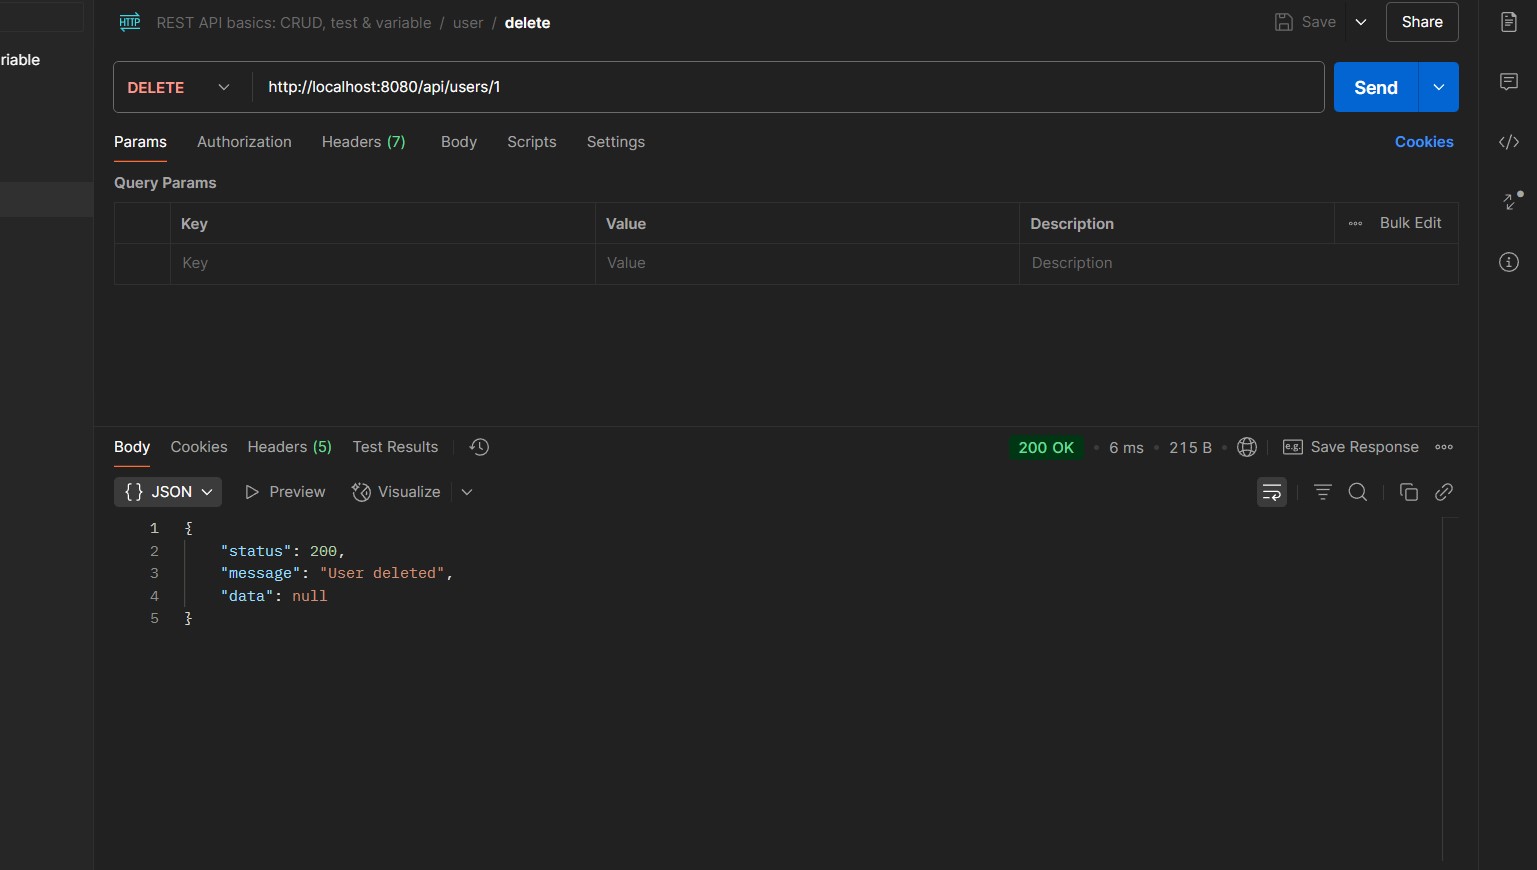 HTTP REST API basics: CRUD, test & variable / user / delete Save Share
riable
DELETE http://localhost:8080/api/users/1 Send
Params Authorization Headers (7) Body Scripts Settings Cookies
Query Params
Key Value Description Bulk Edit
Key Value Description
Body Cookies Headers (5) Test Results 200 OK • 6 ms • 215 B • e.g. Save Response
{} JSON Preview Visualize
1 {
2 "status": 200,
3 "message": "User deleted",
4 "data": null
5 }